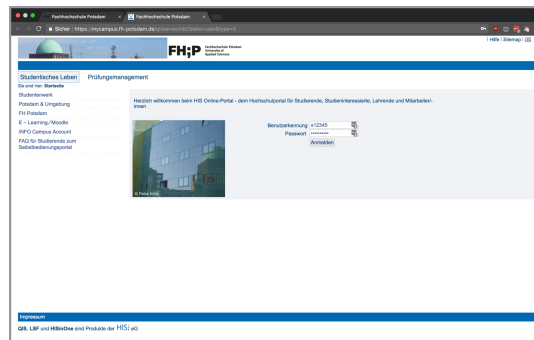 Fachhochschule Potsdam
Fachhochschule Potsdam
Sicher
https://mycampus.fh-potsdam.de/qisserver/rds?state=user&type=0
| Hilfe | Sitemap |
FH;P
Fachhochschule Potsdam
University of
Applied Sciences
Studentisches Leben
Prüfungsmanagement
Sie sind hier: Startseite
Studentenwerk
Potsdam & Umgebung
FH Potsdam
E – Learning / Moodle
INFO Campus Account
FAQ für Studierende zum
Selbstbedienungsportal
Herzlich willkommen beim HIS Online-Portal - dem Hochschulportal für Studierende, Studieninteressierte, Lehrende und Mitarbeiter/-
innen
Benutzerkennung s12345
Passwort ••••••••••
Anmelden
Impressum
QIS, LSF und HISinOne sind Produkte der HIS: eG